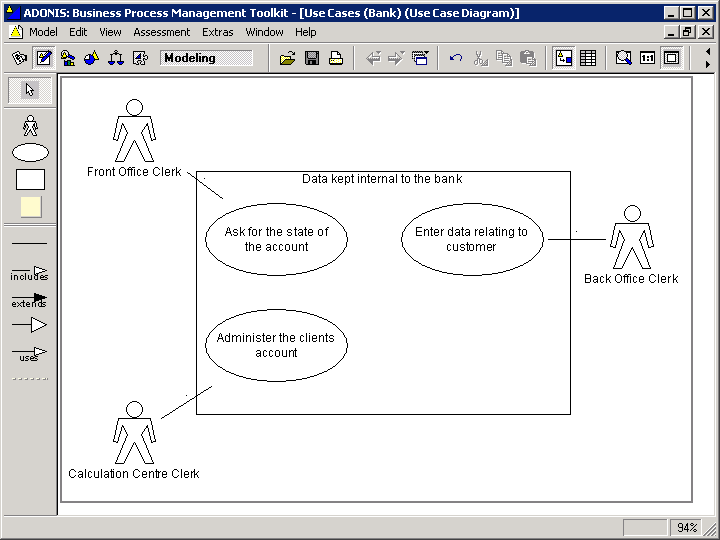 ADONIS: Business Process Management Toolkit - [Use Cases (Bank) (Use Case Diagram)]
Model Edit View Assessment Extras Window Help
Modeling
1:1
Front Office Clerk
Data kept internal to the bank
Ask for the state of
the account
Enter data relating to
customer
Back Office Clerk
Administer the clients
account
Calculation Centre Clerk
includes
extends
uses
94%